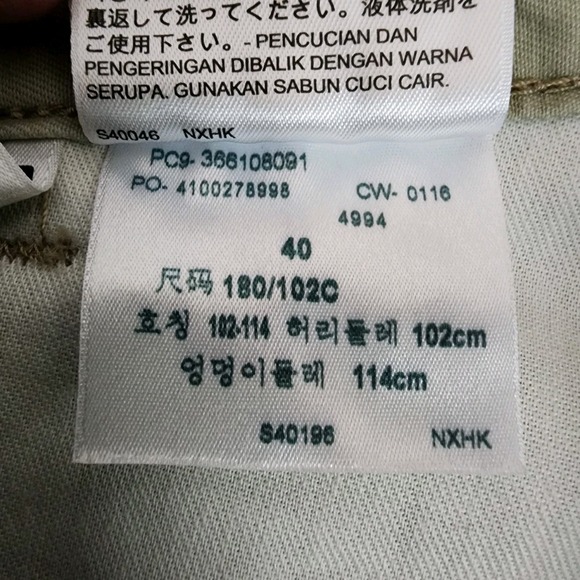 裏返して洗ってください。液体洗剤を
ご使用下さい。- PENCUCIAN DAN
PENGERINGAN DIBALIK DENGAN WARNA
SERUPA. GUNAKAN SABUN CUCI CAIR.
S40046 NXHK
PC9- 366108091
PO- 4100278998 CW- 0116
4994
40
尺码 180/102C
호칭 102-114 허리둘레 102cm
엉덩이둘레 114cm
S40196 NXHK